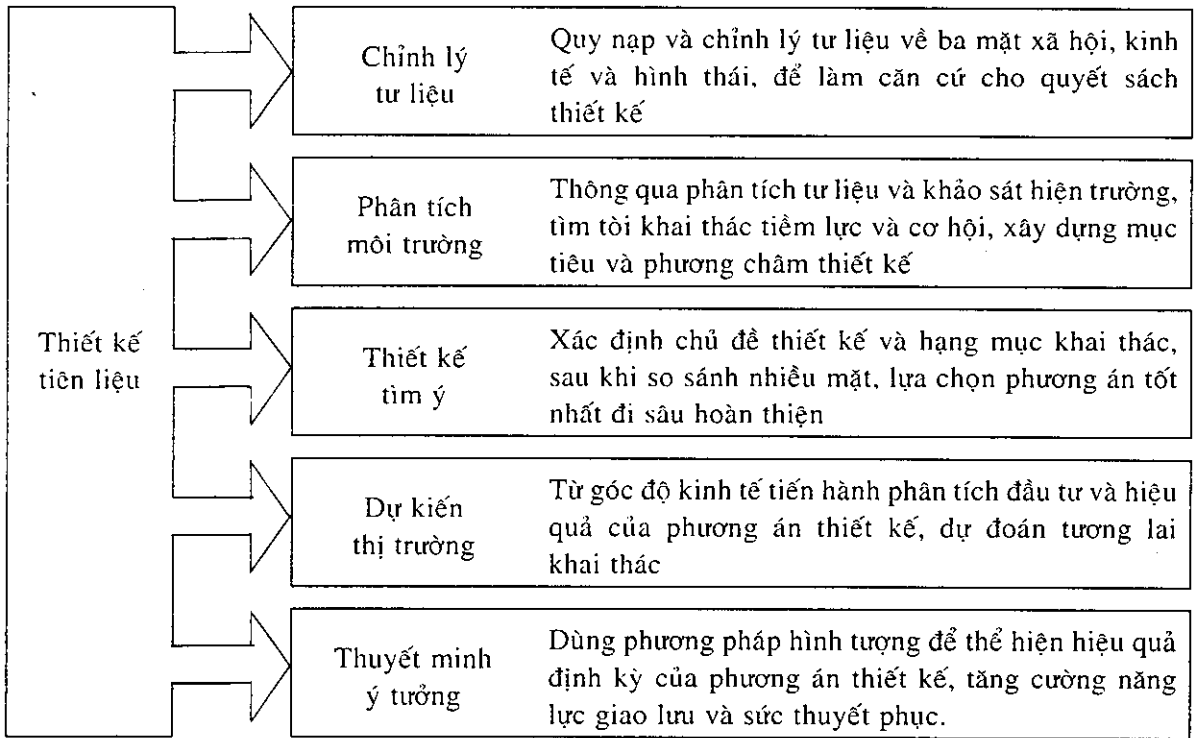 Thiết kế
tiên liệu
Chỉnh lý
tư liệu
Quy nạp và chỉnh lý tư liệu về ba mặt xã hội, kinh
tế và hình thái, để làm căn cứ cho quyết sách
thiết kế
Phân tích
môi trường
Thông qua phân tích tư liệu và khảo sát hiện trường,
tìm tòi khai thác tiềm lực và cơ hội, xây dựng mục
tiêu và phương châm thiết kế
Thiết kế
tìm ý
Xác định chủ đề thiết kế và hạng mục khai thác,
sau khi so sánh nhiều mặt, lựa chọn phương án tốt
nhất đi sâu hoàn thiện
Dự kiến
thị trường
Từ góc độ kinh tế tiến hành phân tích đầu tư và hiệu
quả của phương án thiết kế, dự đoán tương lai
khai thác
Thuyết minh
ý tưởng
Dùng phương pháp hình tượng để thể hiện hiệu quả
định kỳ của phương án thiết kế, tăng cường năng
lực giao lưu và sức thuyết phục.